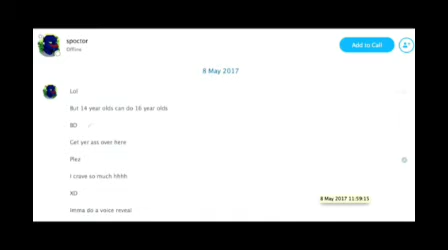 spoctor
Offline
Add to Call
8 May 2017
Lol
But 14 year olds can do 16 year olds
BD
Get yer ass over here
Plez
I crave so much hhhh
XD
8 May 2017 11:59:15
Imma do a voice reveal